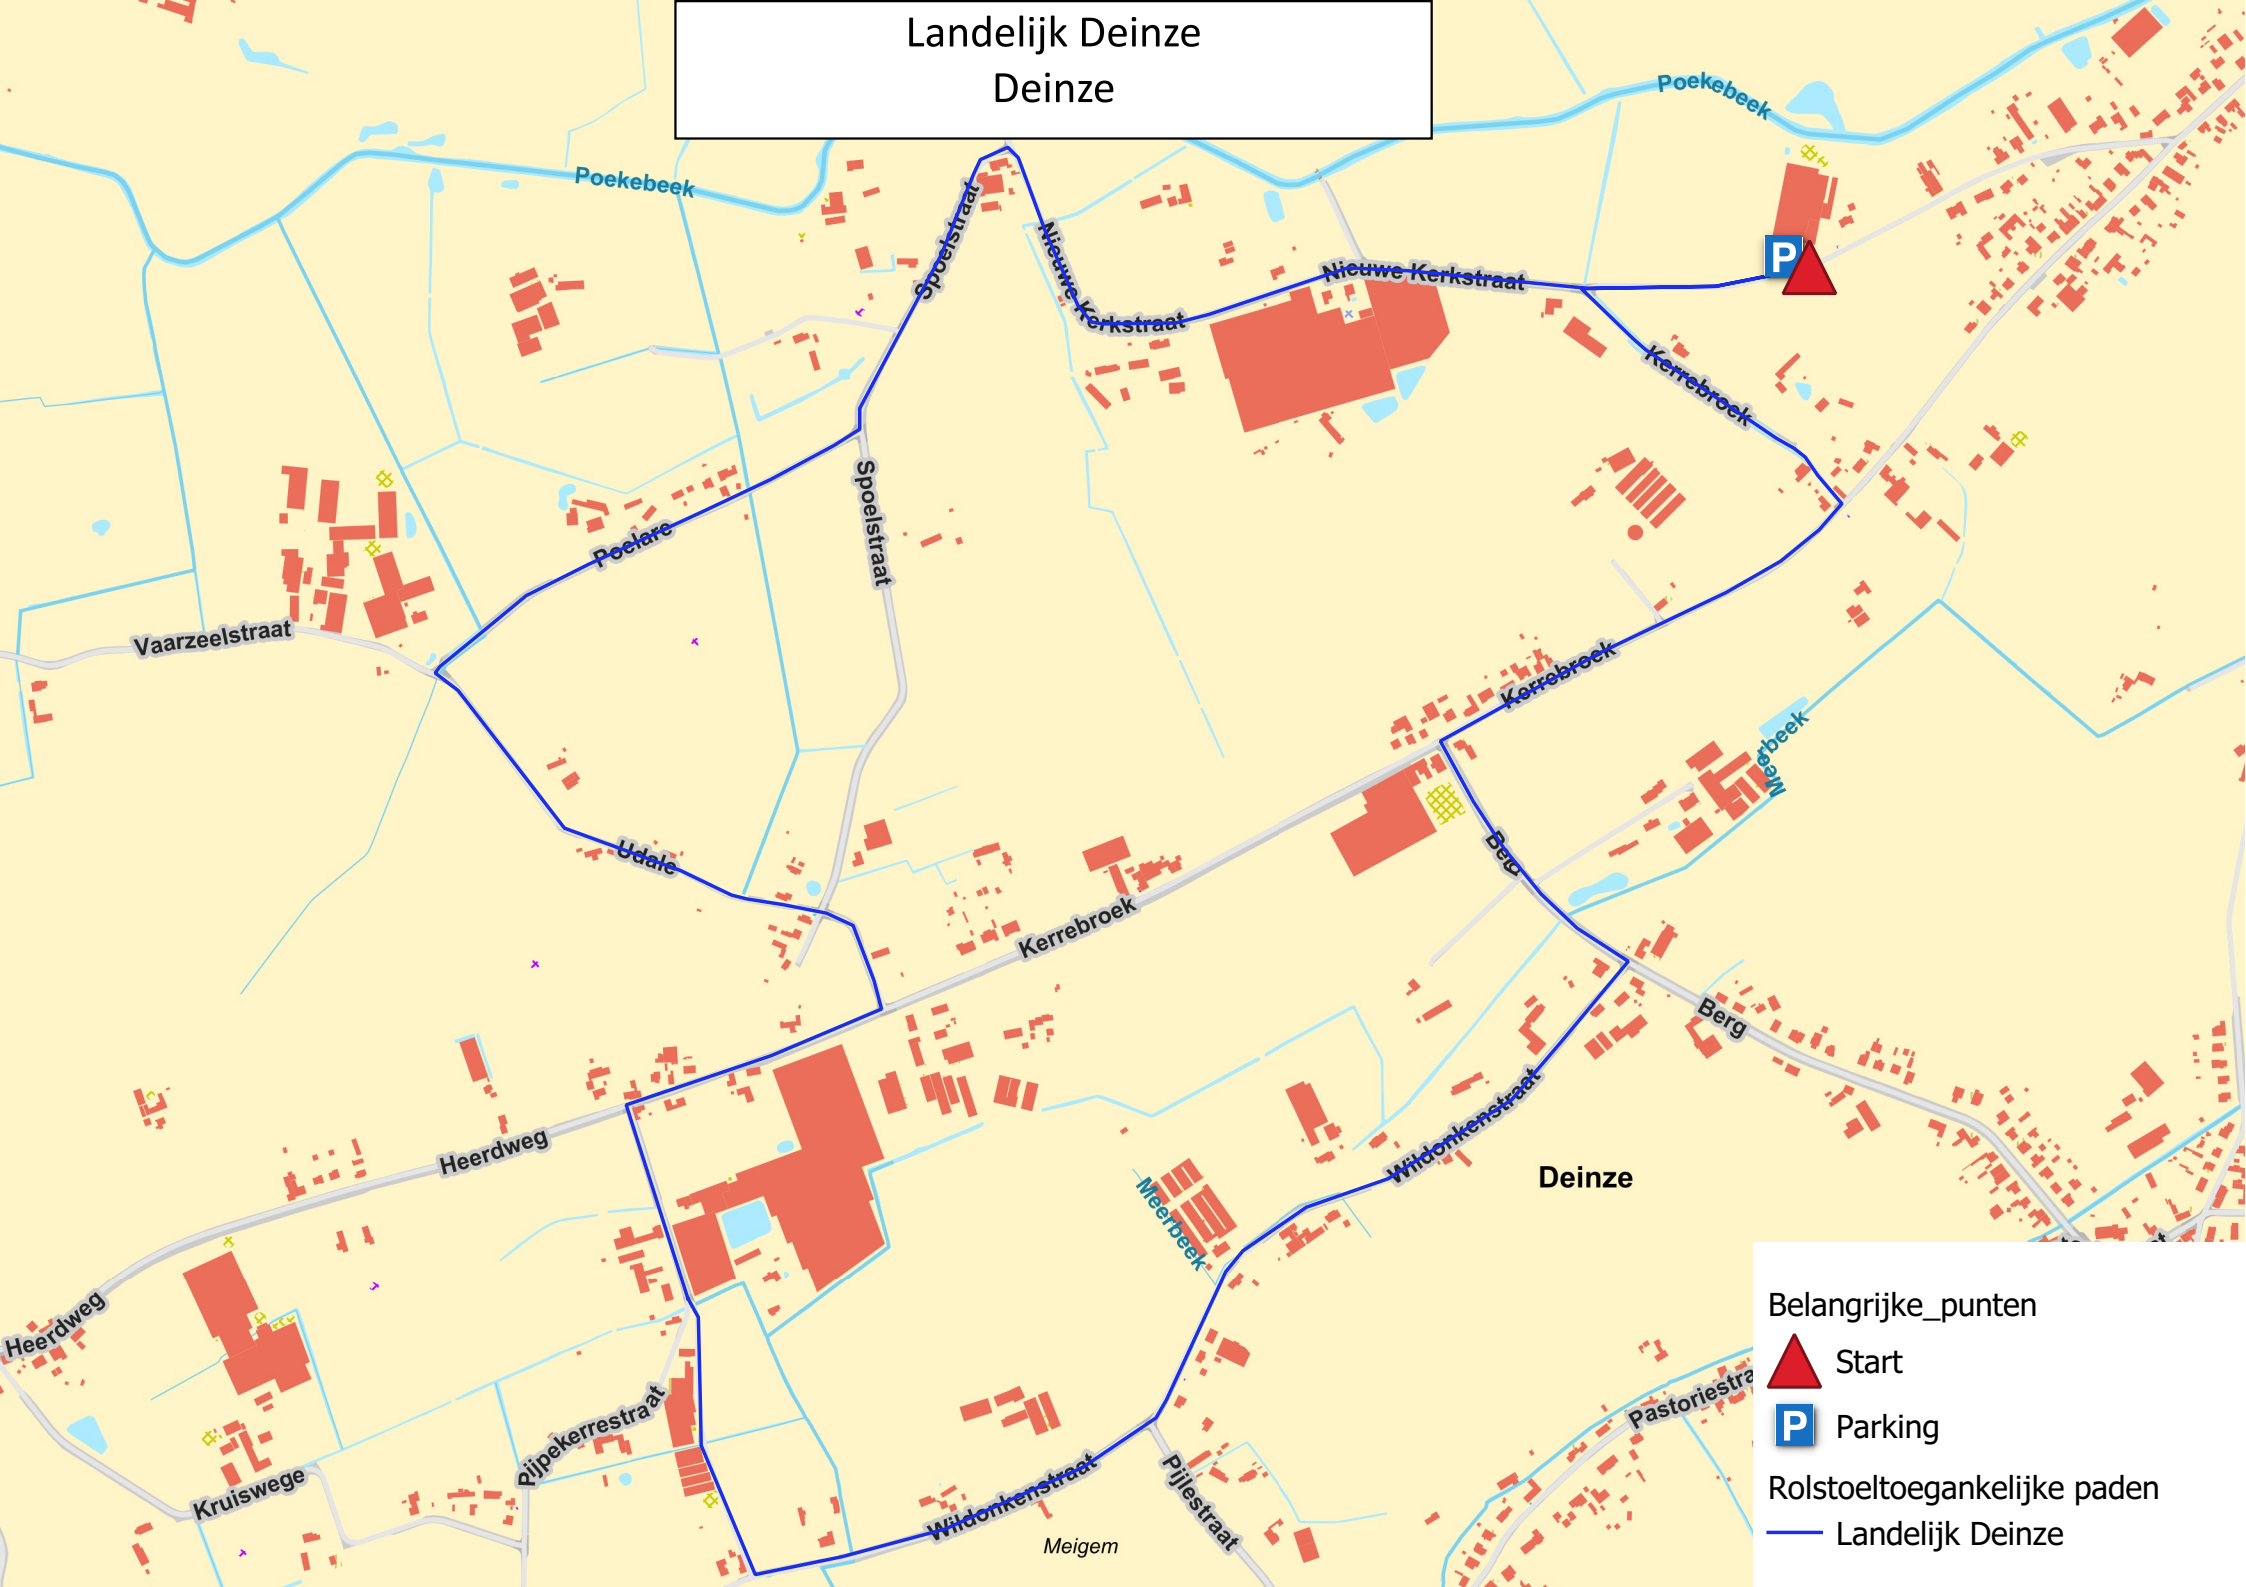 Landelijk Deinze
Deinze
Poekebeek
Poekebeek
Spoelstraat
Nieuwe Kerkstraat
Nieuwe Kerkstraat
Kerrebroek
Spoelstraat
Poelare
Vaarzeelstraat
Kerrebroek
Meerbeek
Udale
Berg
Kerrebroek
Berg
Heerdweg
Wildonkenstraat
Deinze
Meerbeek
Heerdweg
Pijpekerrestraat
Kruiswege
Wildonkenstraat
Pijlestraat
Meigem
Pastoriestra
Belangrijke_punten
Start
P
P Parking
Rolstoeltoegankelijke paden
Landelijk Deinze